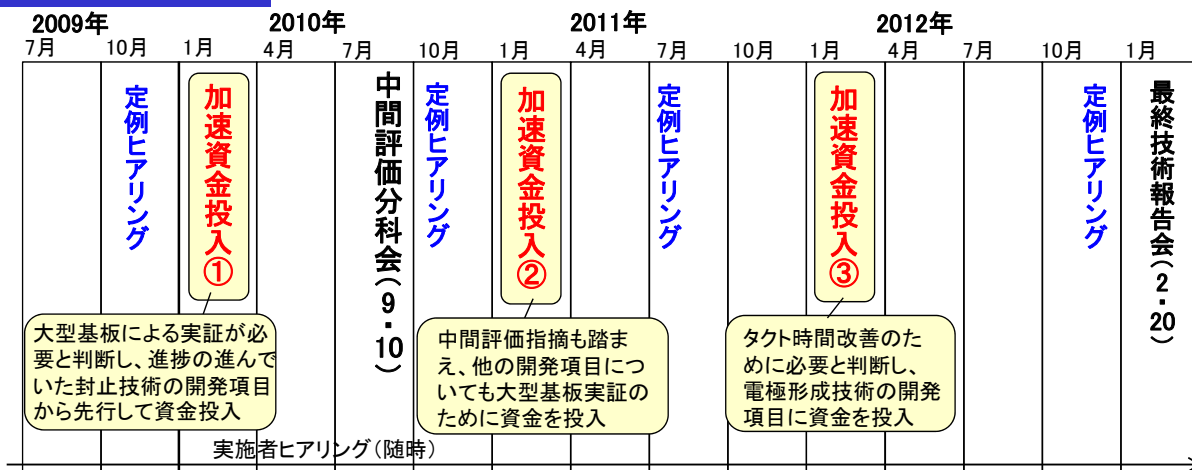 2009年 2010年 2011年 2012年
7月 10月 1月 4月 7月 10月 1月 4月 7月 10月 1月 4月 7月 10月 1月
定例ヒアリング
加速資金投入①
中間評価分科会(9・10)
定例ヒアリング
加速資金投入②
定例ヒアリング
加速資金投入③
定例ヒアリング
最終技術報告会(2・20)
大型基板による実証が必
要と判断し、進捗の進んで
いた封止技術の開発項目
から先行して資金投入
中間評価指摘も踏ま
え、他の開発項目につ
いても大型基板実証の
ために資金を投入
タクト時間改善のた
めに必要と判断し、
電極形成技術の開発
項目に資金を投入
実施者ヒアリング(随時)